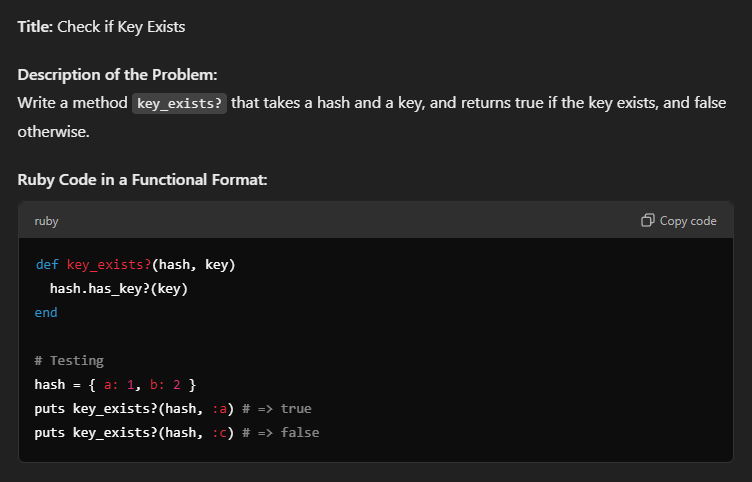 Title: Check if Key Exists
Description of the Problem:
Write a method key_exists? that takes a hash and a key, and returns true if the key exists, and false
otherwise.
Ruby Code in a Functional Format:
ruby
Copy code
def key_exists?(hash, key)
  hash.has_key?(key)
end
# Testing
hash = { a: 1, b: 2 }
puts key_exists?(hash, :a) # => true
puts key_exists?(hash, :c) # => false